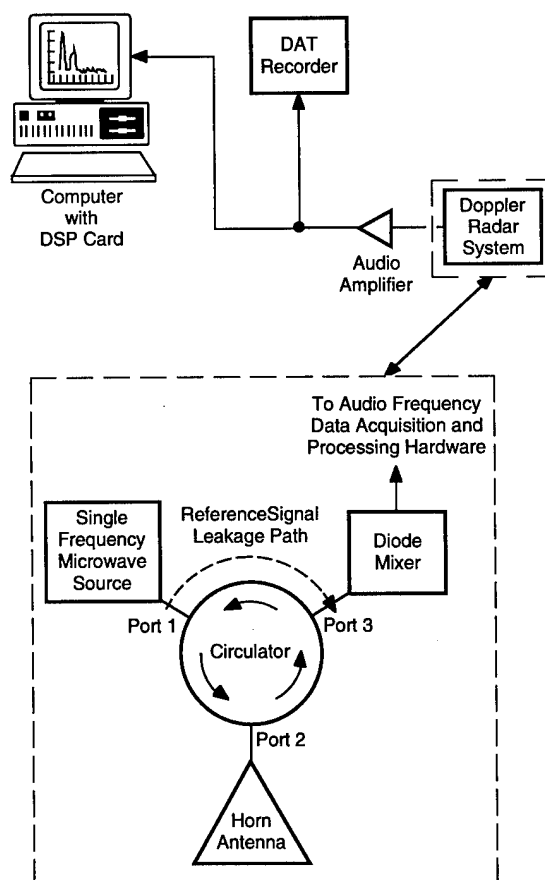 DAT
Recorder
Computer
with
DSP Card
Audio
Amplifier
Doppler
Radar
System
To Audio Frequency
Data Acquisition and
Processing Hardware
Single
Frequency
Microwave
Source
ReferenceSignal
Leakage Path
Diode
Mixer
Port 1
Circulator
Port 3
Port 2
Horn
Antenna